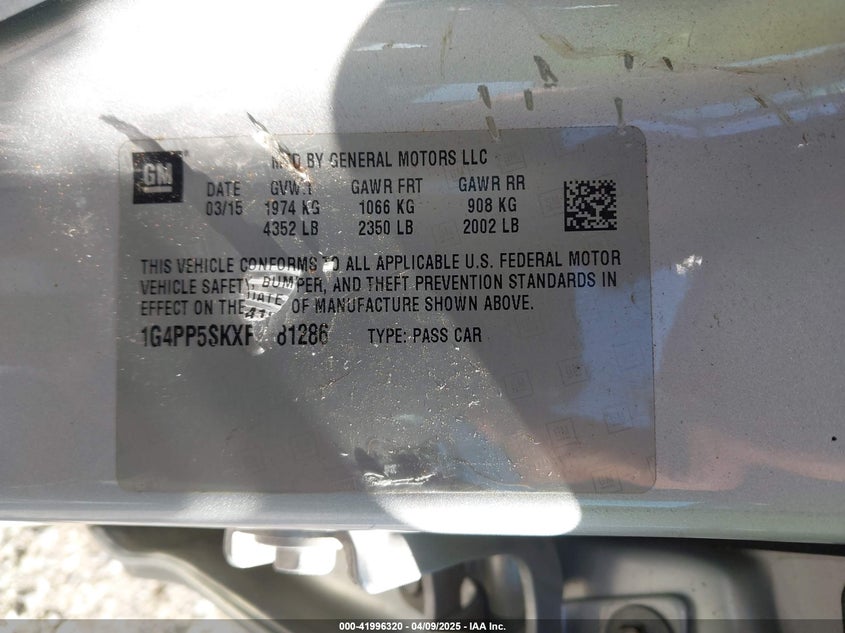 GM
MFD BY GENERAL MOTORS LLC
DATE GVWR GAWR FRT GAWR RR
03/15 1974 KG 1066 KG 908 KG
4352 LB 2350 LB 2002 LB
THIS VEHICLE CONFORMS TO ALL APPLICABLE U.S. FEDERAL MOTOR
VEHICLE SAFETY, BUMPER, AND THEFT PREVENTION STANDARDS IN
EFFECT ON THE DATE OF MANUFACTURE SHOWN ABOVE.
TYPE: PASS CAR
000-41996320 / 04/09/2025 - IAA Inc.